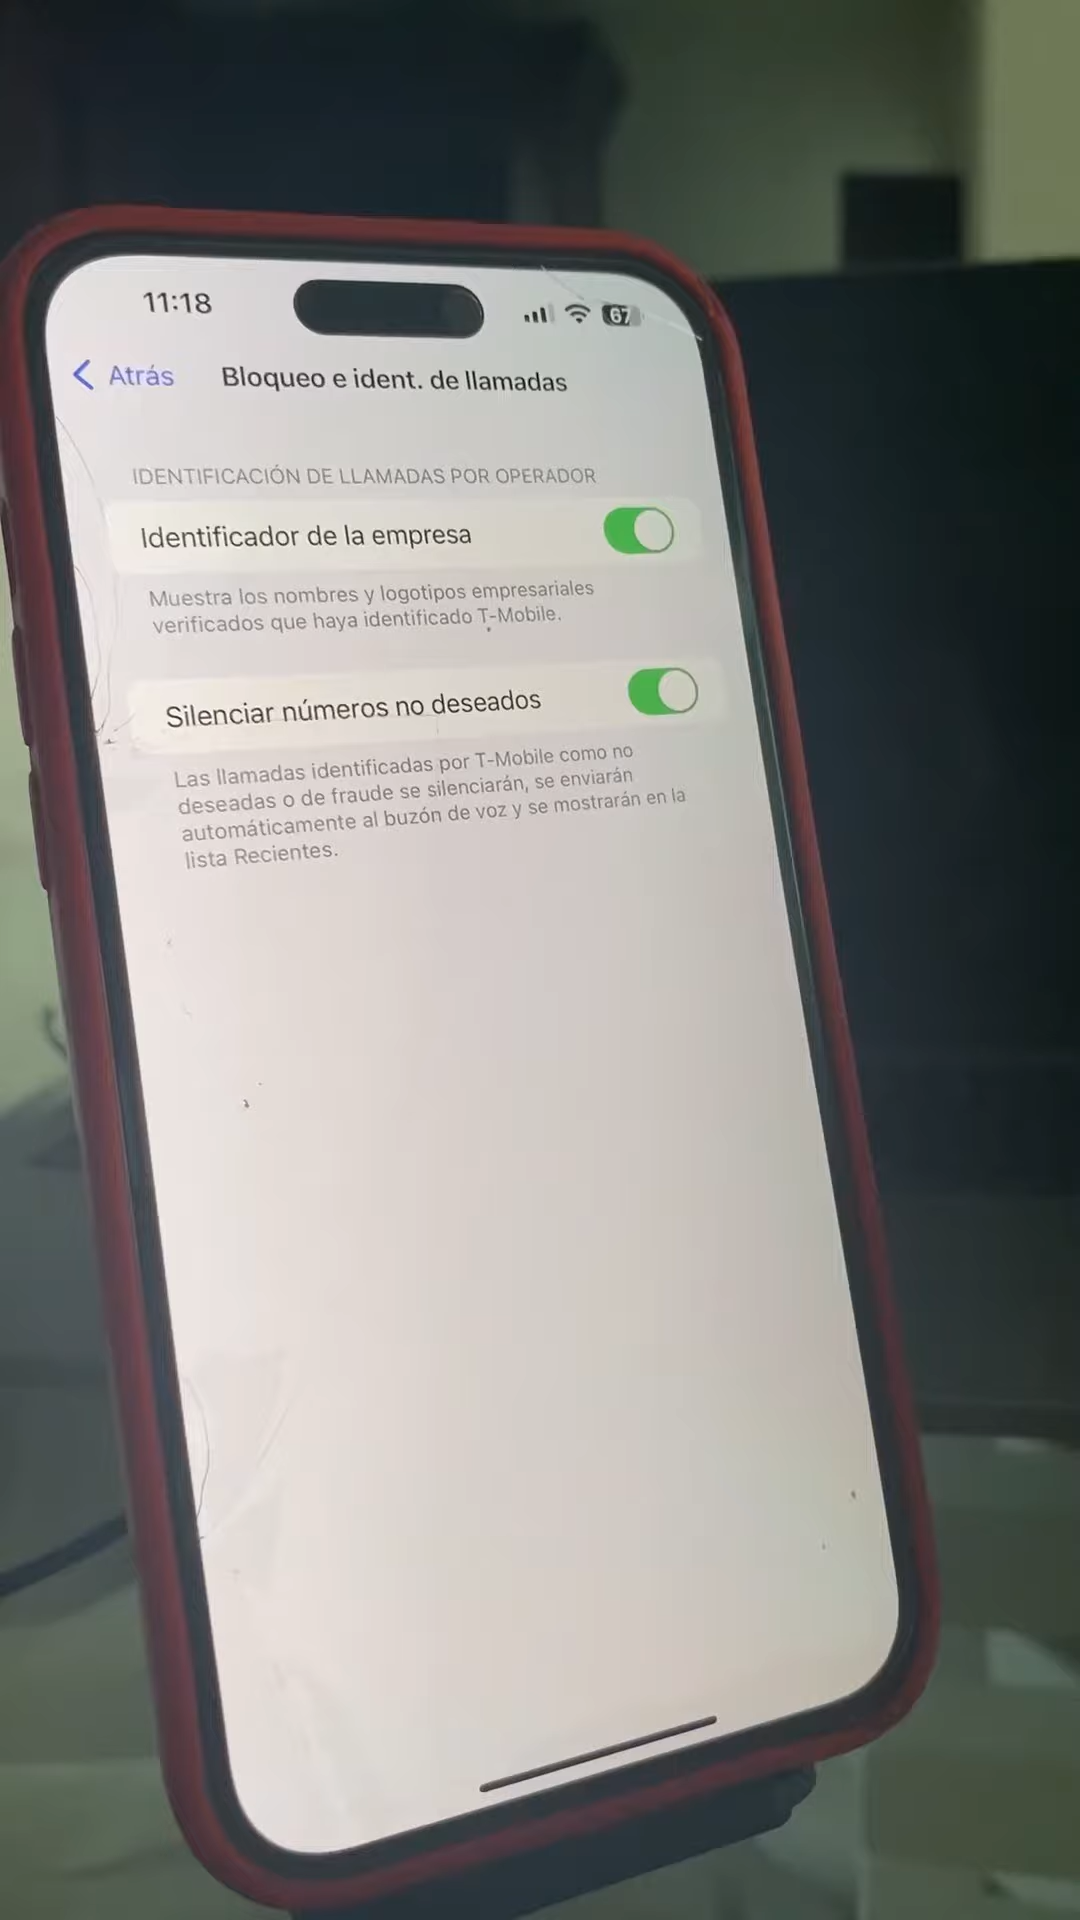 11:18
67
Atrás
Bloqueo e ident. de llamadas
IDENTIFICACIÓN DE LLAMADAS POR OPERADOR
Identificador de la empresa
Muestra los nombres y logotipos empresariales
verificados que haya identificado T-Mobile.
Silenciar números no deseados
Las llamadas identificadas por T-Mobile como no
deseadas o de fraude se silenciarán, se enviarán
automáticamente al buzón de voz y se mostrarán en la
lista Recientes.